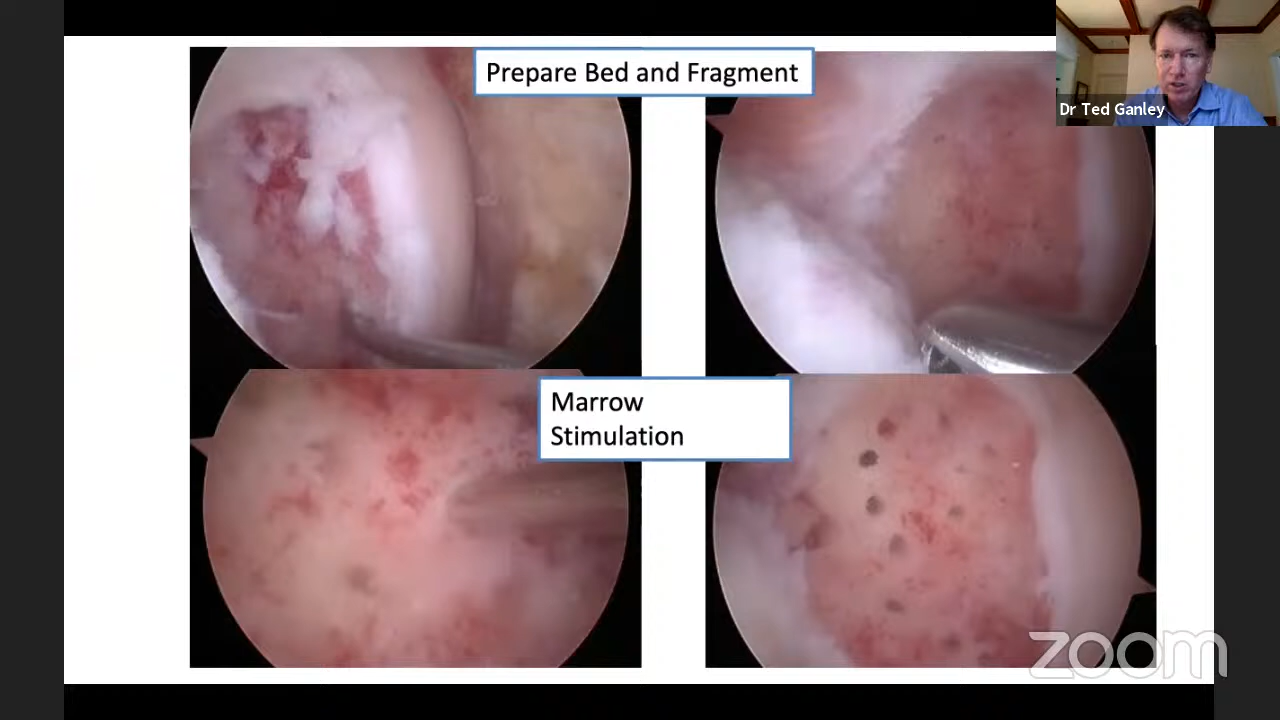 Prepare Bed and Fragment
Dr Ted Ganley
Marrow
Stimulation
zoom